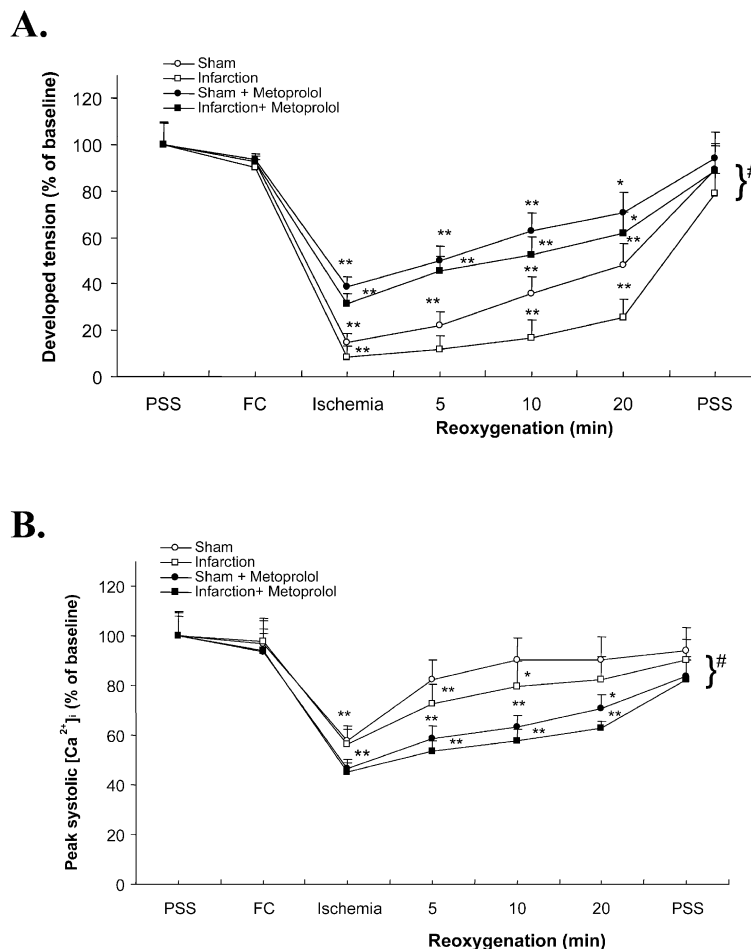 A.
Sham
Infarction
Sham + Metoprolol
Infarction+ Metoprolol
Developed tension (% of baseline)
120
100
80
60
40
20
0
**
**
**
**
**
**
**
**
**
**
**
*
*
**
**
} #
PSS FC Ischemia 5 10 20 PSS
Reoxygenation (min)
B.
Sham
Infarction
Sham + Metoprolol
Infarction+ Metoprolol
Peak systolic [Ca2+]i (% of baseline)
120
100
80
60
40
20
0
**
**
**
**
**
*
**
**
*
**
} #
PSS FC Ischemia 5 10 20 PSS
Reoxygenation (min)